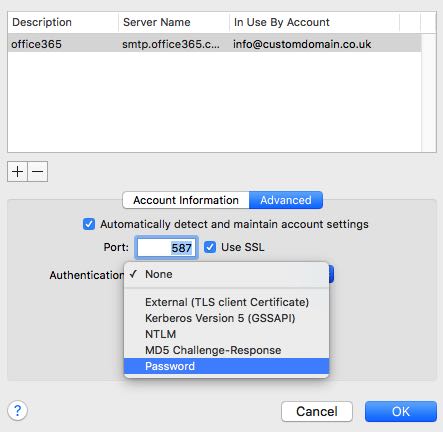 Description Server Name In Use By Account
office365 smtp.office365.c... info@customdomain.co.uk
+ −
Account Information Advanced
✓ Automatically detect and maintain account settings
Port: 587 ✓ Use SSL
Authentication ✓ None
External (TLS client Certificate)
Kerberos Version 5 (GSSAPI)
NTLM
MD5 Challenge-Response
Password
? Cancel OK